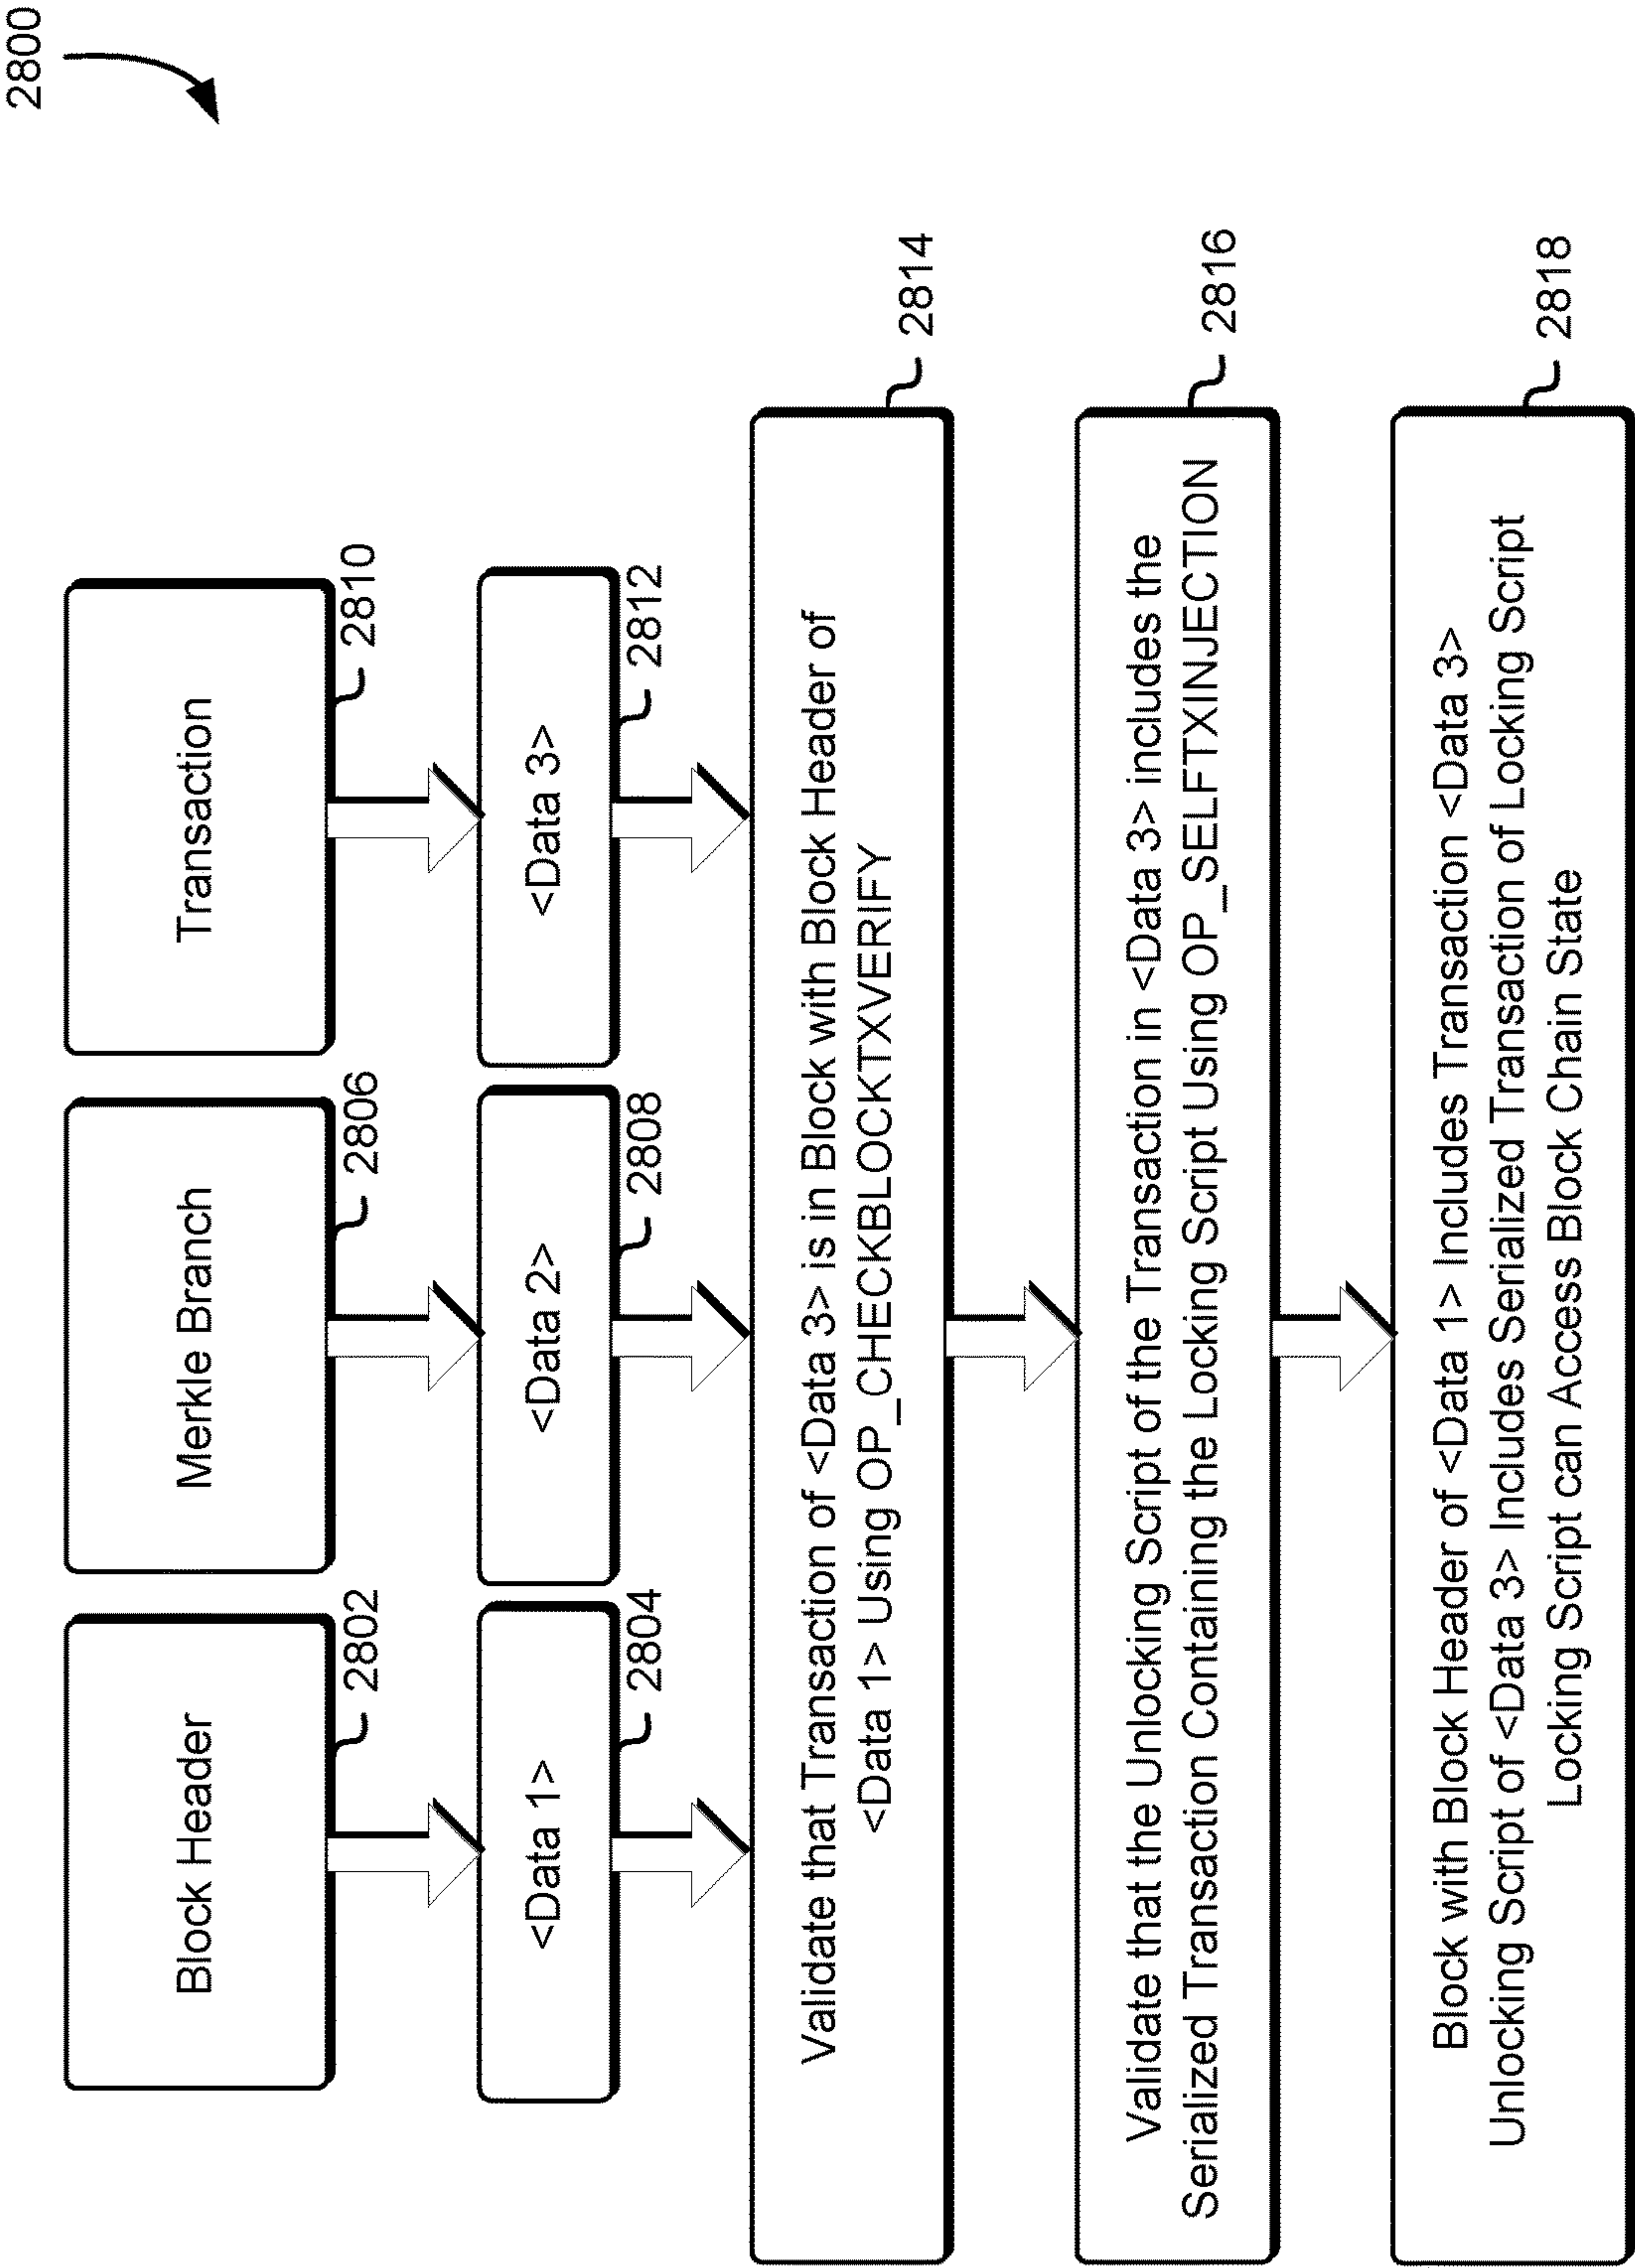 2800
Block Header
2802
Merkle Branch
2806
Transaction
2810
<Data 1>
2804
<Data 2>
2808
<Data 3>
2812
Validate that Transaction of <Data 3> is in Block with Block Header of
<Data 1> Using OP_CHECKBLOCKTXVERIFY
2814
Validate that the Unlocking Script of the Transaction in <Data 3> includes the
Serialized Transaction Containing the Locking Script Using OP_SELFTXINJECTION
2816
Block with Block Header of <Data 1> Includes Transaction <Data 3>
Unlocking Script of <Data 3> Includes Serialized Transaction of Locking Script
Locking Script can Access Block Chain State
2818